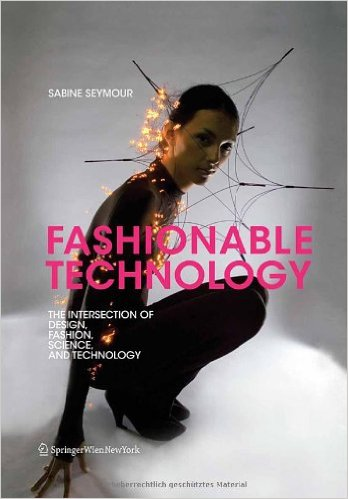 SABINE SEYMOUR
FASHIONABLE
TECHNOLOGY
THE INTERSECTION OF
DESIGN,
FASHION,
SCIENCE,
AND TECHNOLOGY
SpringerWienNewYork
Urheberrechtlich geschütztes Material